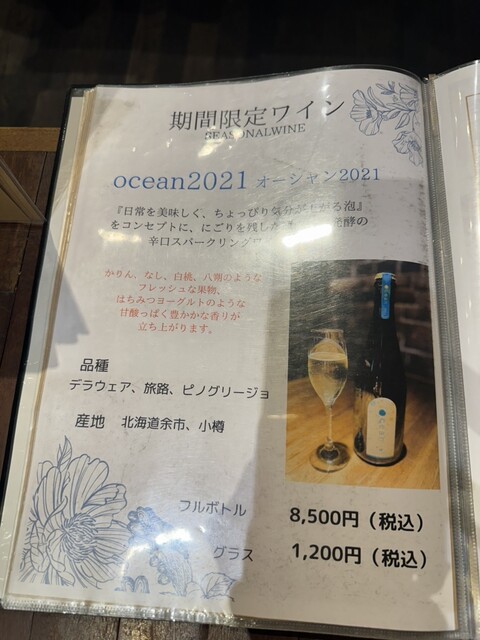 期間限定ワイン
SEASONALWINE
ocean2021 オーシャン2021
『日常を美味しく、ちょっぴり気分が上がる泡』
をコンセプトに、にごりを残した 発酵の
辛口スパークリング
かりん、なし、白桃、八朔のような
フレッシュな果物、
はちみつヨーグルトのような
甘酸っぱく豊かかな香りが
立ち上がります。
品種
デラウェア、旅路、ピノグリージョ
産地 北海道余市、小樽
フルボトル 8,500円（税込）
グラス 1,200円（税込）